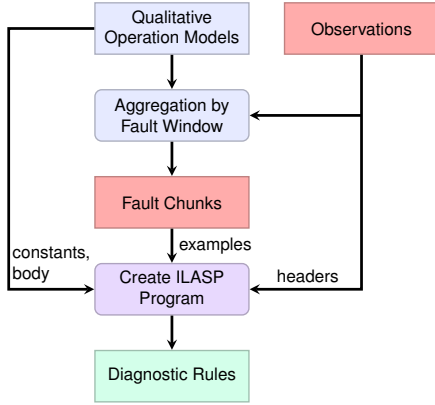 Qualitative
Operation Models
Observations
Aggregation by
Fault Window
Fault Chunks
constants,
body
examples
Create ILASP
Program
headers
Diagnostic Rules